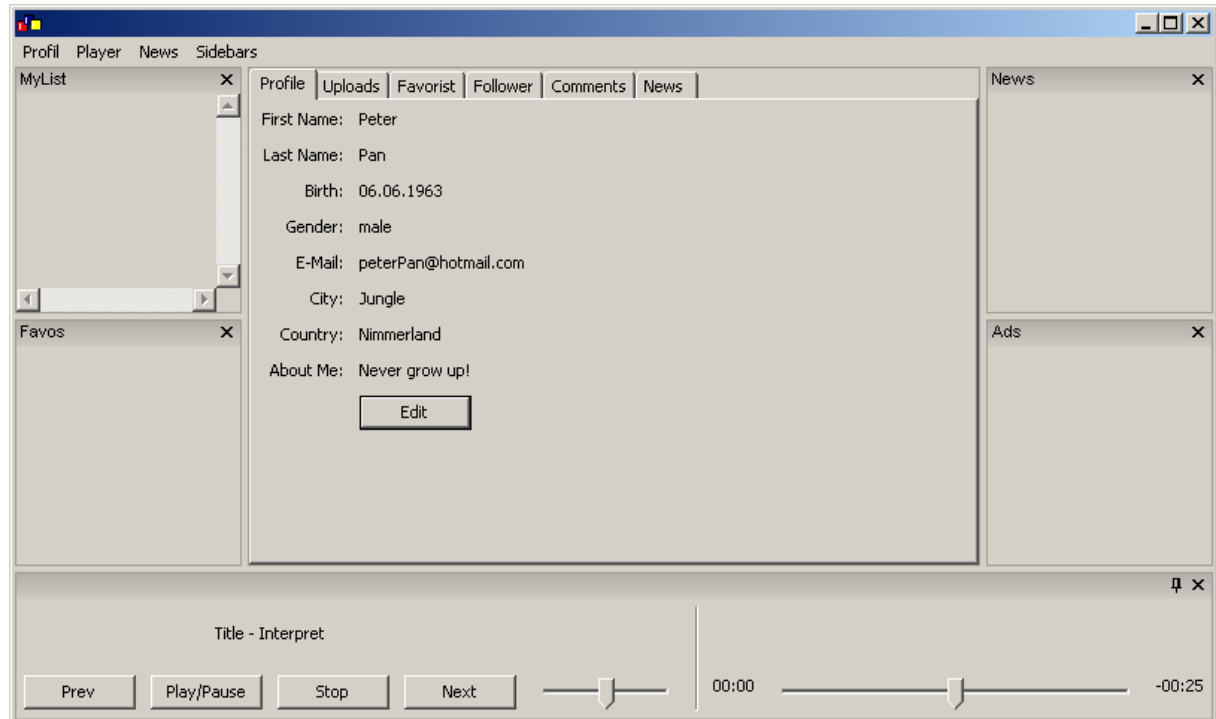 Profil Player News Sidebars
MyList
Favos
Profile Uploads Favorist Follower Comments News
First Name: Peter
Last Name: Pan
Birth: 06.06.1963
Gender: male
E-Mail: peterPan@hotmail.com
City: Jungle
Country: Nimmerland
About Me: Never grow up!
Edit
News
Ads
Title - Interpret
Prev Play/Pause Stop Next 00:00 -00:25